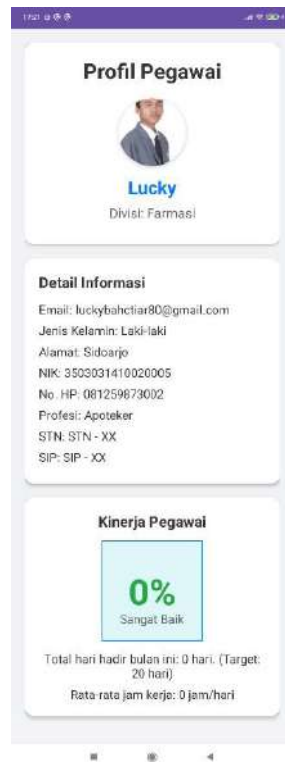 17:21
Profil Pegawai
Lucky
Divisi: Farmasi
Detail Informasi
Email: luckybahctiar80@gmail.com
Jenis Kelamin: Laki-laki
Alamat: Sidoarjo
NIK: 3503031410020005
No. HP: 081259873002
Profesi: Apoteker
STN: STN - XX
SIP: SIP - XX
Kinerja Pegawai
0%
Sangat Baik
Total hari hadir bulan ini: 0 hari. (Target:
20 hari)
Rata-rata jam kerja: 0 jam/hari